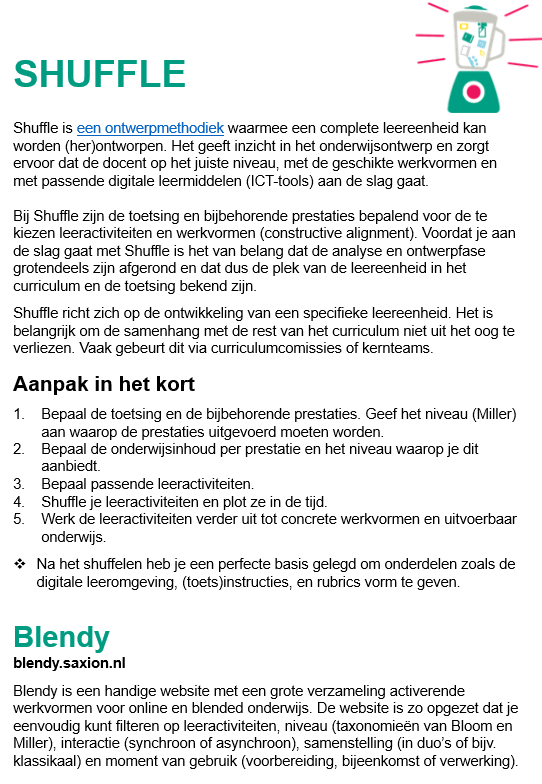 SHUFFLE
Shuffle is een ontwerpmethodiek waarmee een complete leereenheid kan
worden (her)ontworpen. Het geeft inzicht in het onderwijsontwerp en zorgt
ervoor dat de docent op het juiste niveau, met de geschikte werkvormen en
met passende digitale leermiddelen (ICT-tools) aan de slag gaat.
Bij Shuffle zijn de toetsing en bijbehorende prestaties bepalend voor de te
kiezen leeractiviteiten en werkvormen (constructive alignment). Voordat je aan
de slag gaat met Shuffle is het van belang dat de analyse en ontwerpfase
grotendeels zijn afgerond en dat dus de plek van de leereenheid in het
curriculum en de toetsing bekend zijn.
Shuffle richt zich op de ontwikkeling van een specifieke leereenheid. Het is
belangrijk om de samenhang met de rest van het curriculum niet uit het oog te
verliezen. Vaak gebeurt dit via curriculumcomissies of kernteams.
Aanpak in het kort
1. Bepaal de toetsing en de bijbehorende prestaties. Geef het niveau (Miller)
aan waarop de prestaties uitgevoerd moeten worden.
2. Bepaal de onderwijsinhoud per prestatie en het niveau waarop je dit
aanbiedt.
3. Bepaal passende leeractiviteiten.
4. Shuffle je leeractiviteiten en plot ze in de tijd.
5. Werk de leeractiviteiten verder uit tot concrete werkvormen en uitvoerbaar
onderwijs.
❖ Na het shuffelen heb je een perfecte basis gelegd om onderdelen zoals de
digitale leeromgeving, (toets)instructies, en rubrics vorm te geven.
Blendy
blendy.saxion.nl
Blendy is een handige website met een grote verzameling activerende
werkvormen voor online en blended onderwijs. De website is zo opgezet dat je
eenvoudig kunt filteren op leeractiviteiten, niveau (taxonomieën van Bloom en
Miller), interactie (synchroon of asynchroon), samenstelling (in duo's of bijv.
klassikaal) en moment van gebruik (voorbereiding, bijeenkomst of verwerking).